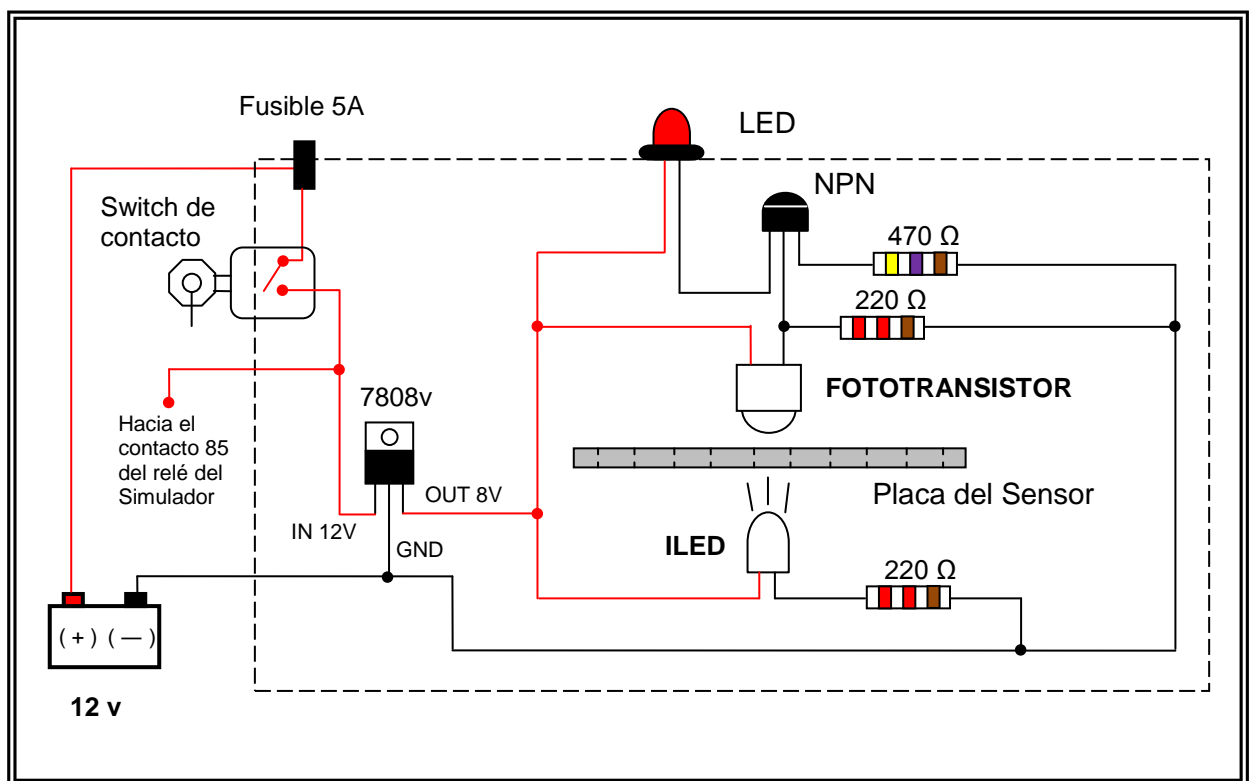 Fusible 5A
LED
NPN
Switch de
contacto
470 Ω
220 Ω
FOTOTRANSISTOR
7808v
Hacia el
contacto 85
del relé del
Simulador
OUT 8V
IN 12V
GND
Placa del Sensor
ILED
220 Ω
( + ) ( — )
12 v